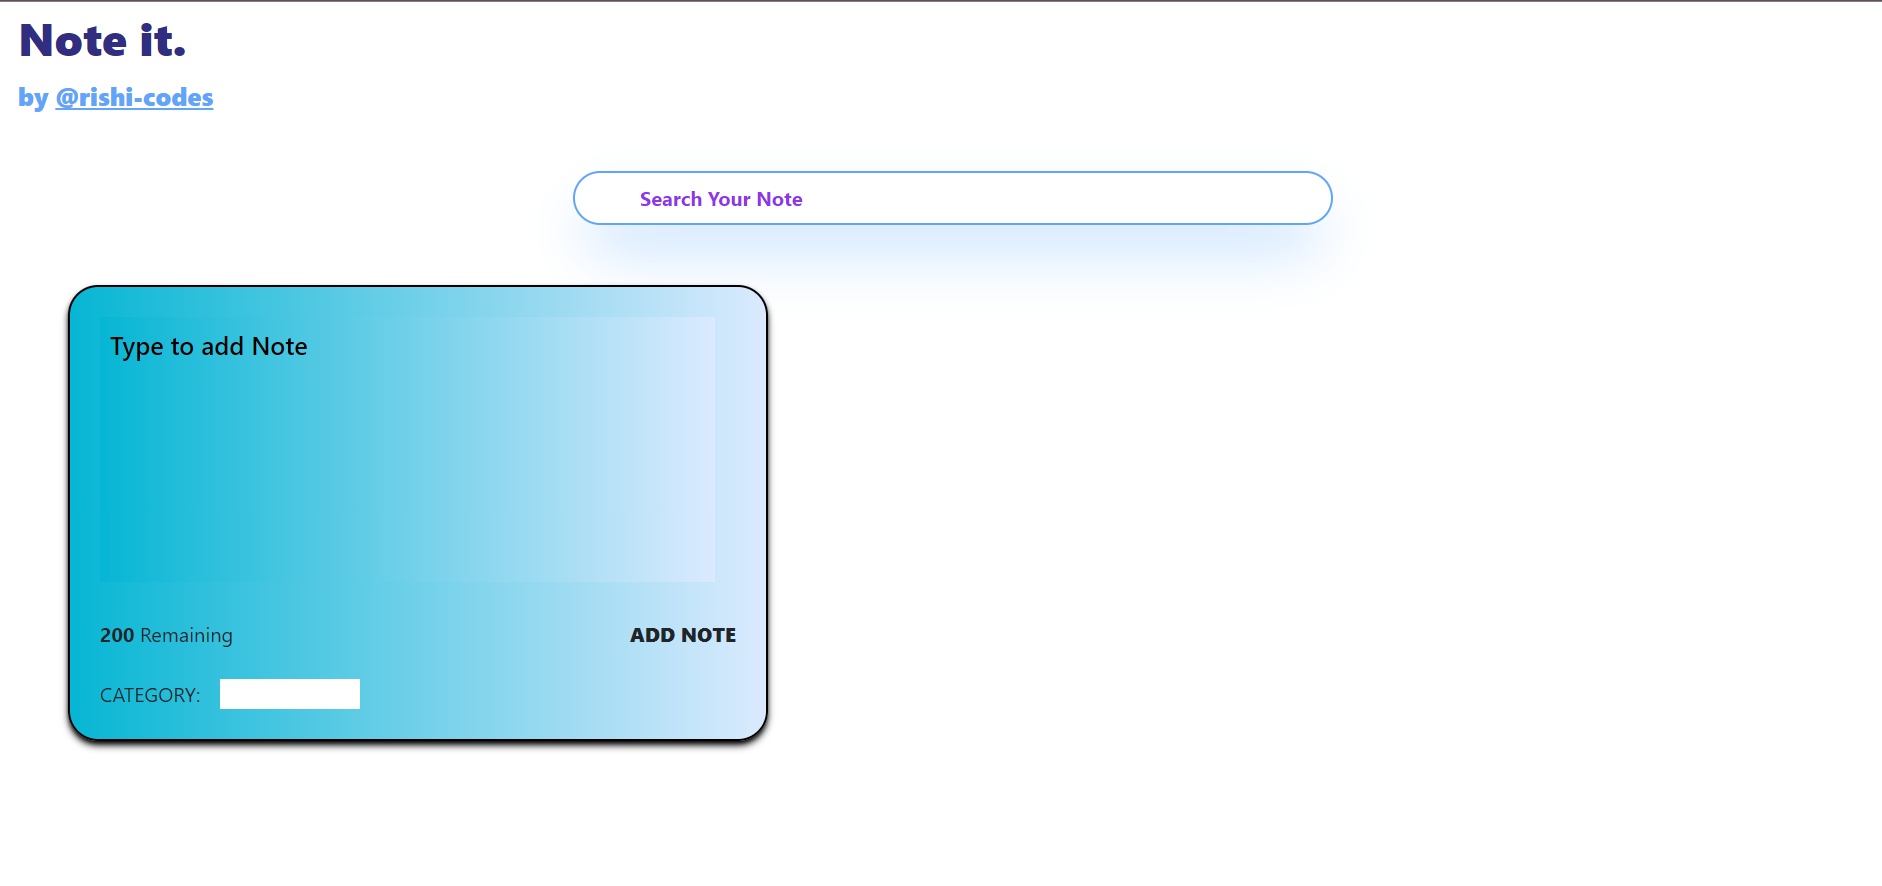 Note it.
by @rishi-codes
Search Your Note
Type to add Note
200 Remaining
ADD NOTE
CATEGORY: